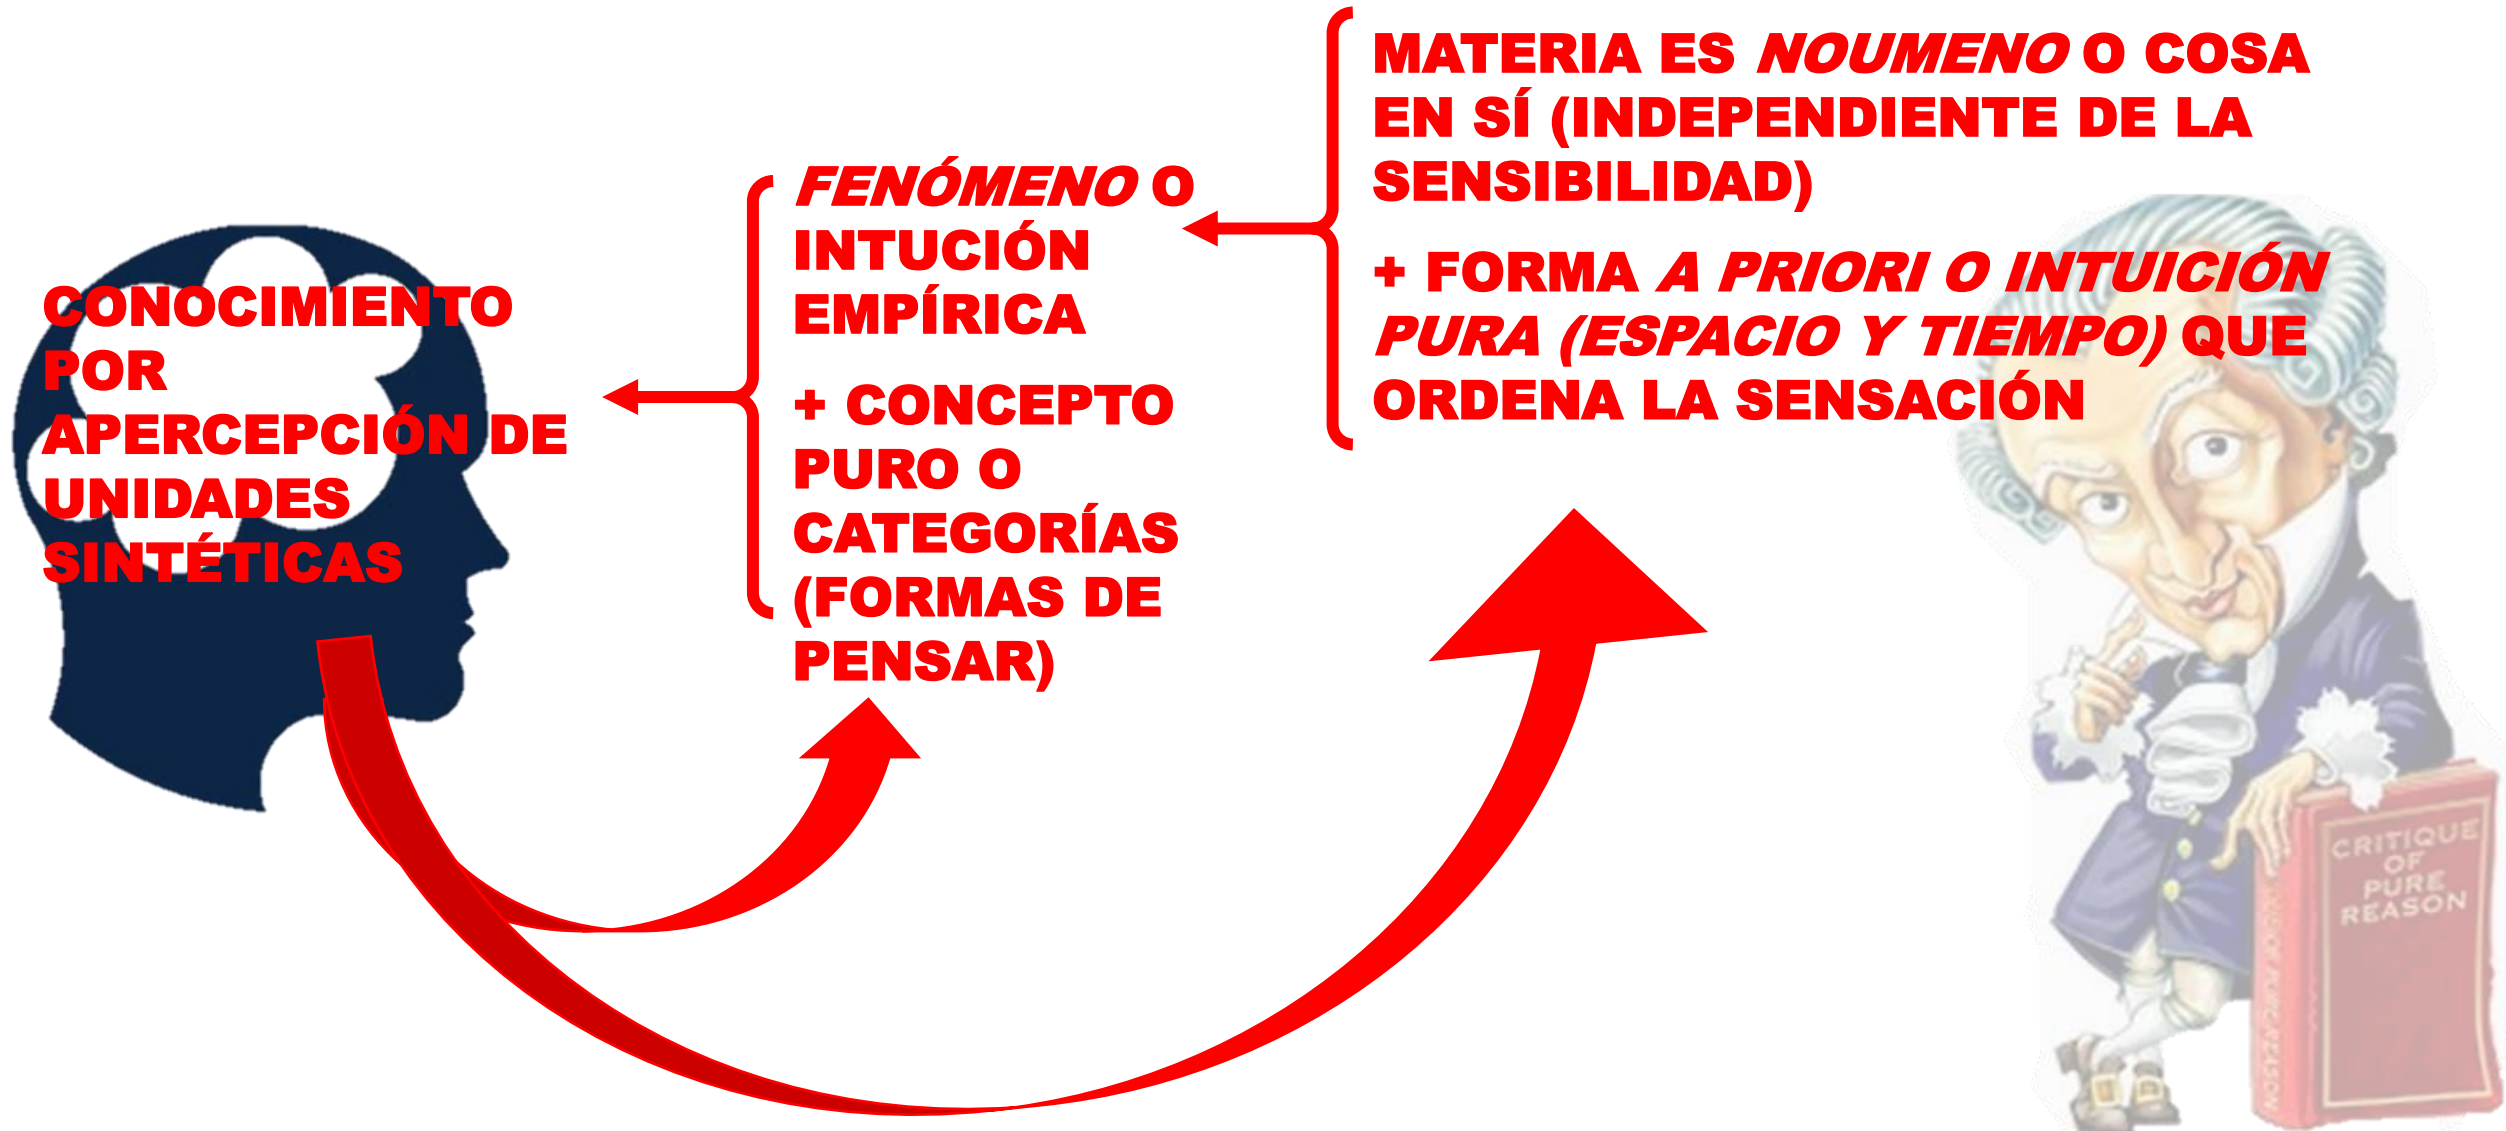 CONOCIMIENTO
POR
APERCEPCIÓN DE
UNIDADES
SINTÉTICAS
FENÓMENO O
INTUCIÓN
EMPÍRICA
+ CONCEPTO
PURO O
CATEGORÍAS
(FORMAS DE
PENSAR)
MATERIA ES NOUMENO O COSA
EN SÍ (INDEPENDIENTE DE LA
SENSIBILIDAD)
+ FORMA A PRIORI O INTUICIÓN
PURA (ESPACIO Y TIEMPO) QUE
ORDENA LA SENSACIÓN
CRITIQUE
OF
PURE
REASON